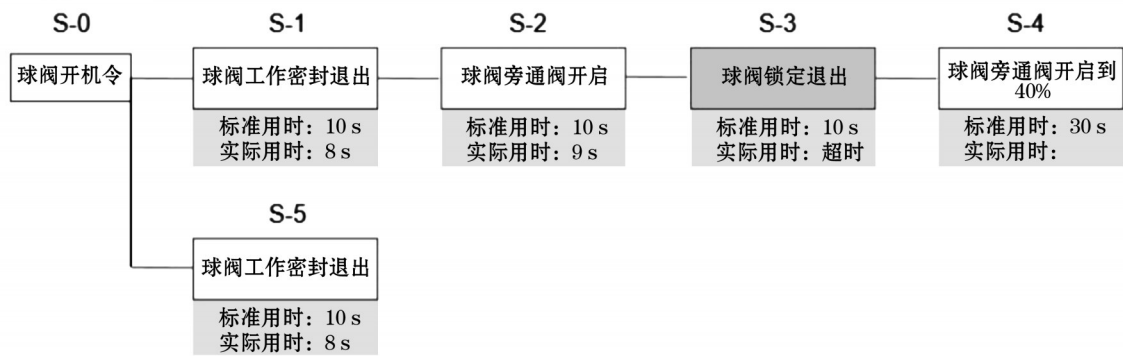 S-0
S-1
S-2
S-3
S-4
球阀开机令
球阀工作密封退出
球阀旁通阀开启
球阀锁定退出
球阀旁通阀开启到
40%
标准用时：10 s
实际用时：8 s
标准用时：10 s
实际用时：9 s
标准用时：10 s
实际用时：超时
标准用时：30 s
实际用时：
S-5
球阀工作密封退出
标准用时：10 s
实际用时：8 s